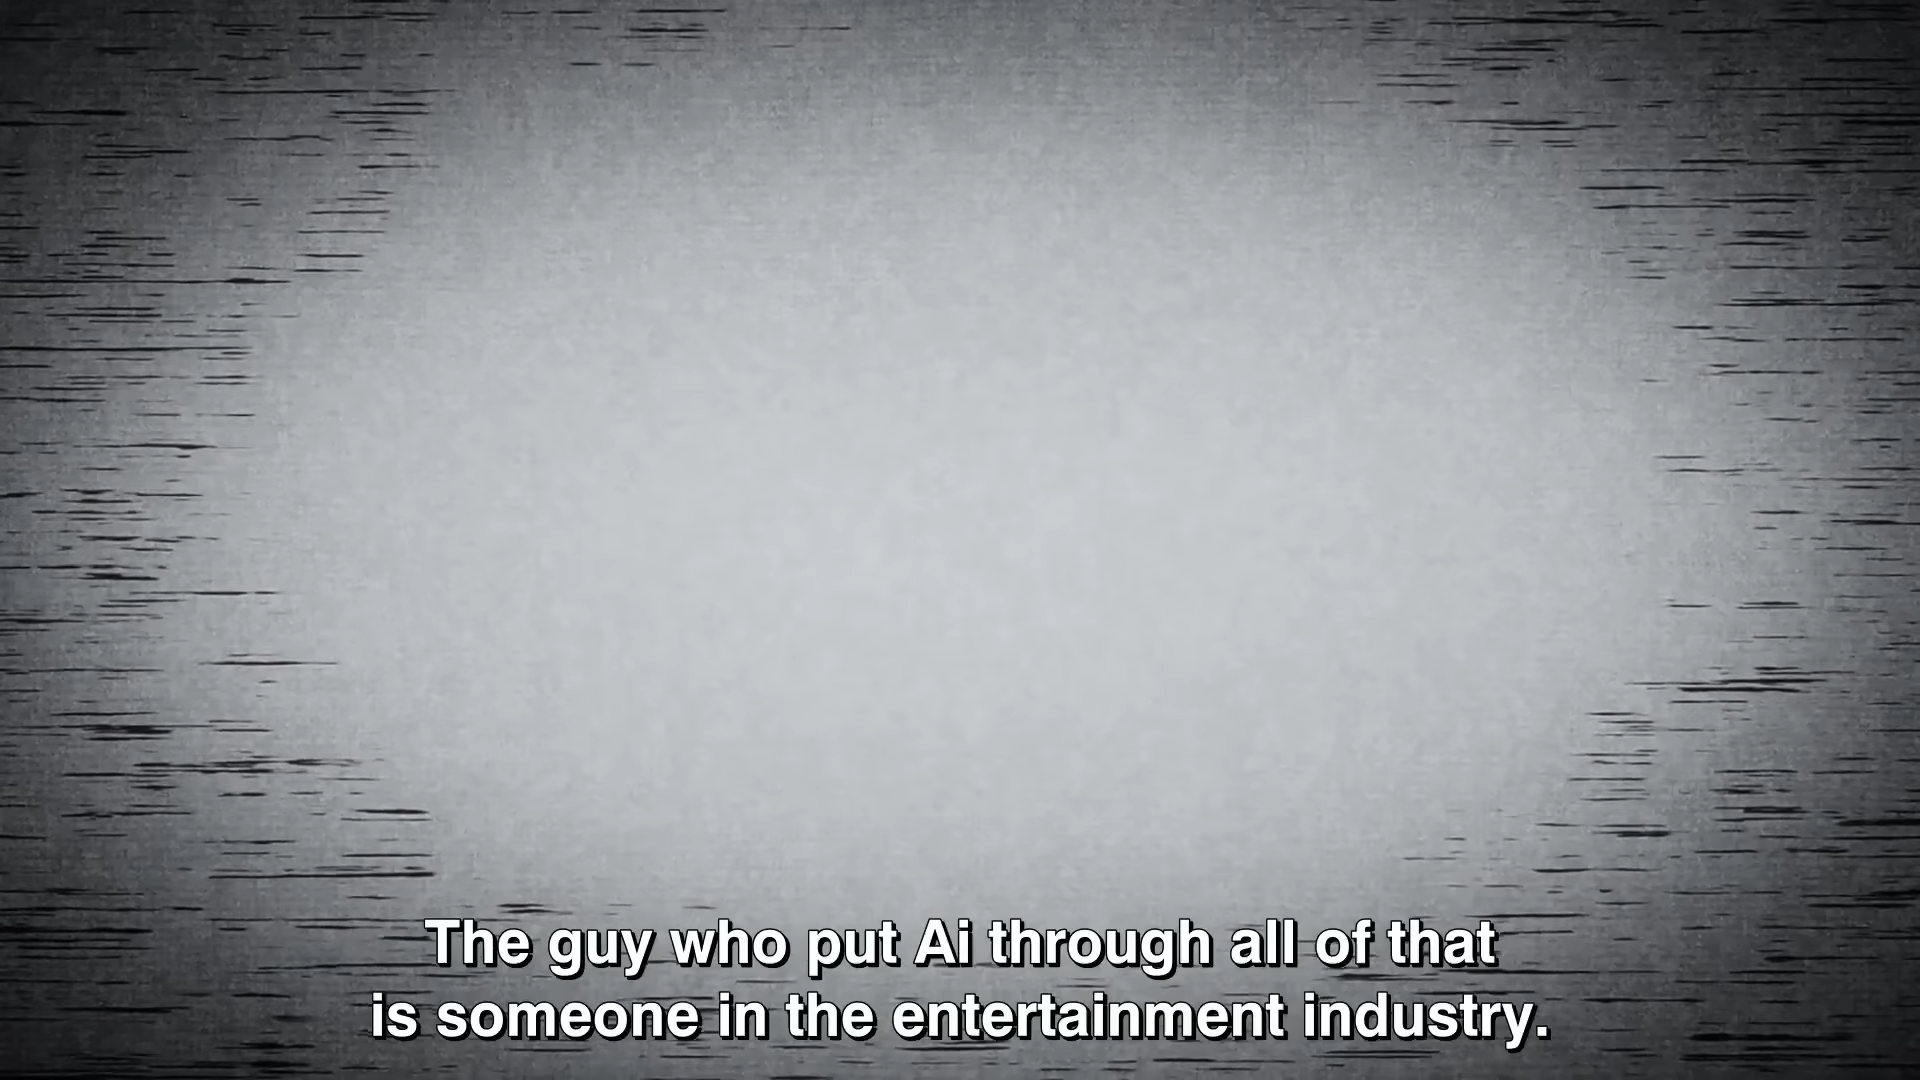 The guy who put Ai through all of that
is someone in the entertainment industry.